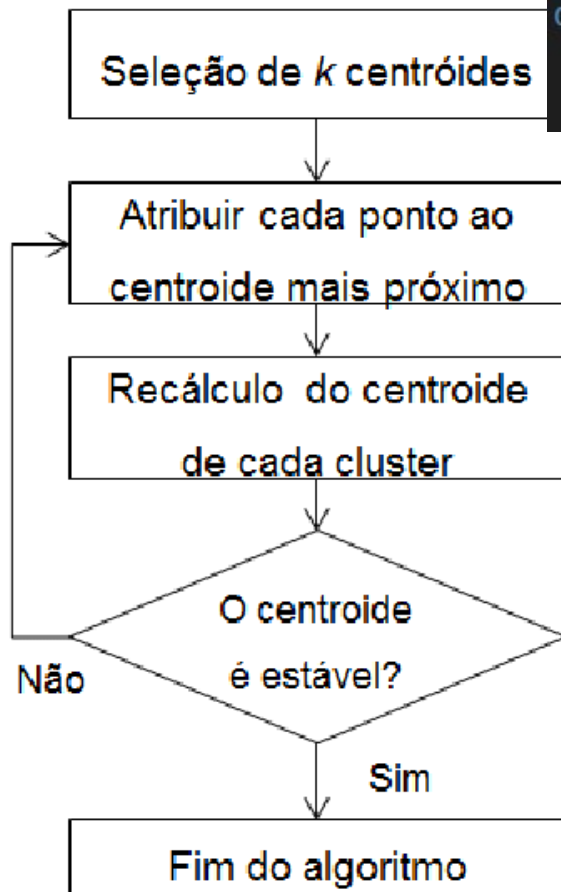 Seleção de k centróides
Atribuir cada ponto ao
centroide mais próximo
Recálculo do centroide
de cada cluster
O centroide
é estável?
Não
Sim
Fim do algoritmo